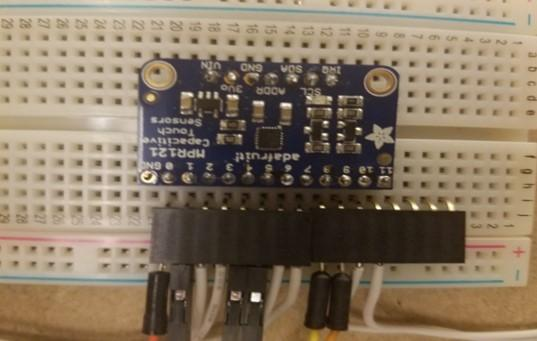 VIN 3Vo GND ADDR SDA SCL IRQ
adafruit!
MPR121
Capacitive
Touch
Sensors
GND 0 1 2 3 4 5 6 7 8 9 10 11
a b c d e
f g h i j
+
-